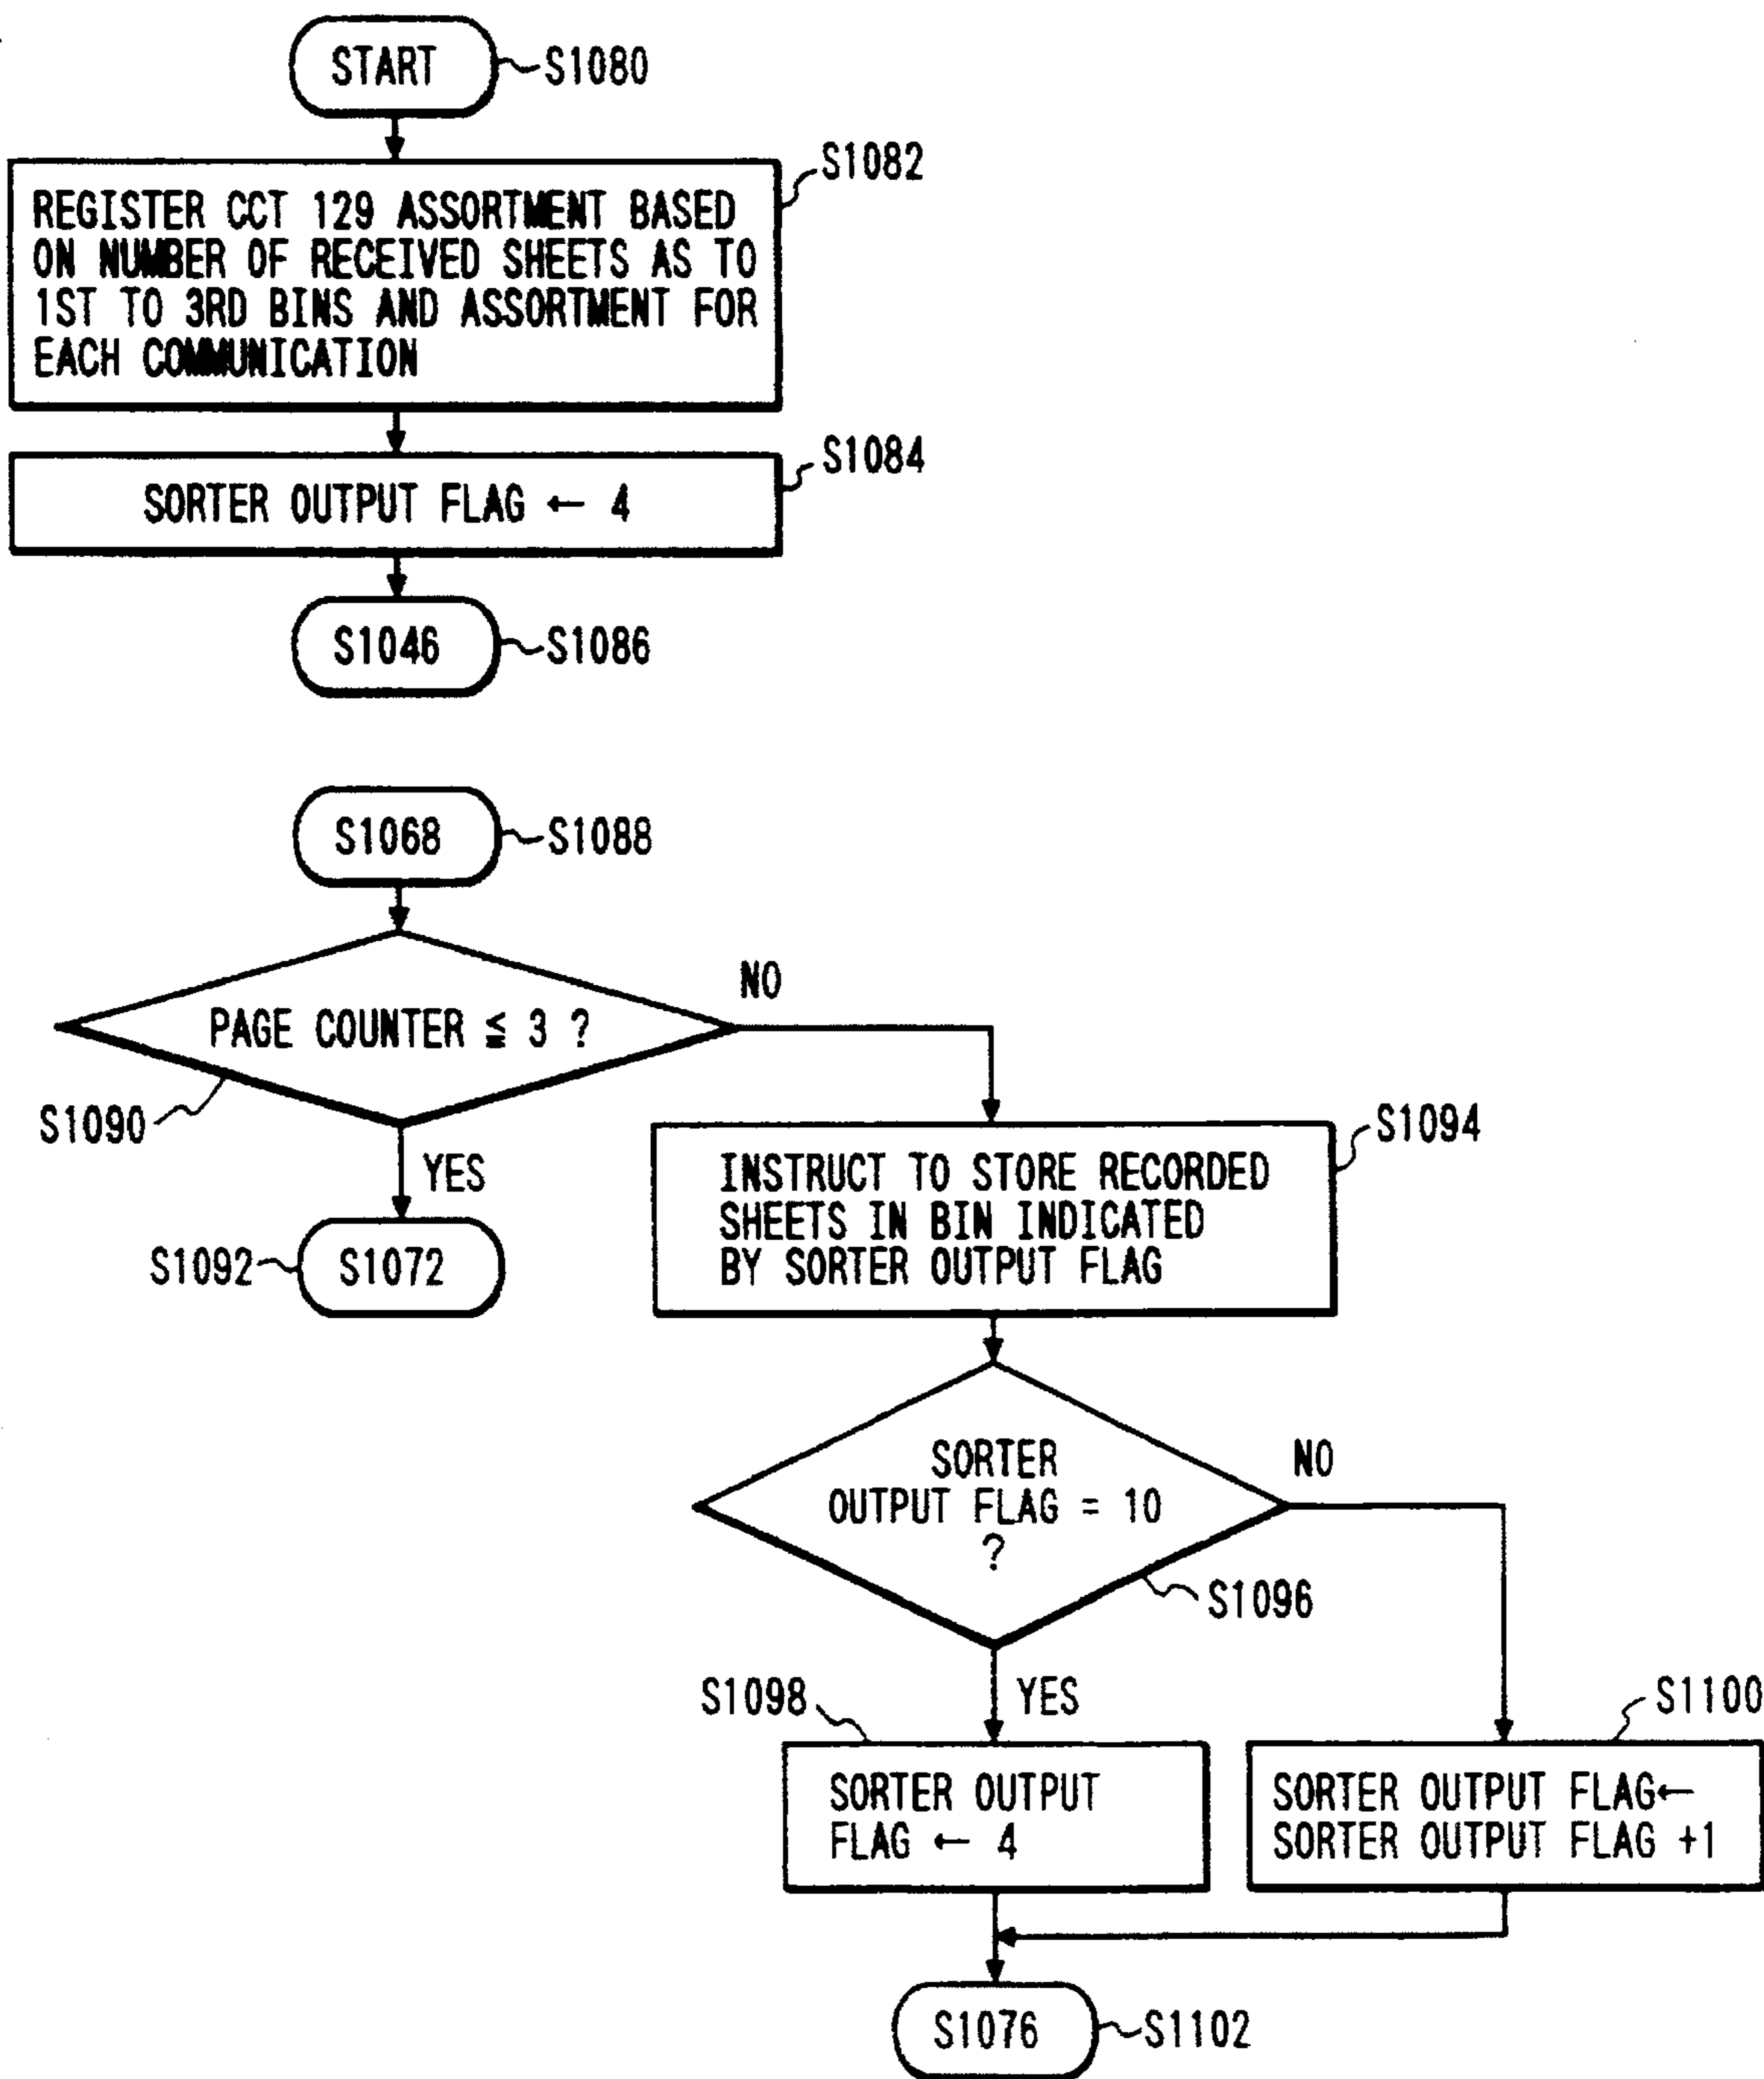 START
S1080
S1082
REGISTER CCT 129 ASSORTMENT BASED
ON NUMBER OF RECEIVED SHEETS AS TO
1ST TO 3RD BINS AND ASSORTMENT FOR
EACH COMMUNICATION
S1084
SORTER OUTPUT FLAG ← 4
S1046
S1086
S1068
S1088
PAGE COUNTER ≦ 3 ?
NO
S1090
YES
S1092
S1072
S1094
INSTRUCT TO STORE RECORDED
SHEETS IN BIN INDICATED
BY SORTER OUTPUT FLAG
SORTER
OUTPUT FLAG = 10
?
NO
S1096
YES
S1098
SORTER OUTPUT
FLAG ← 4
S1100
SORTER OUTPUT FLAG←
SORTER OUTPUT FLAG +1
S1076
S1102